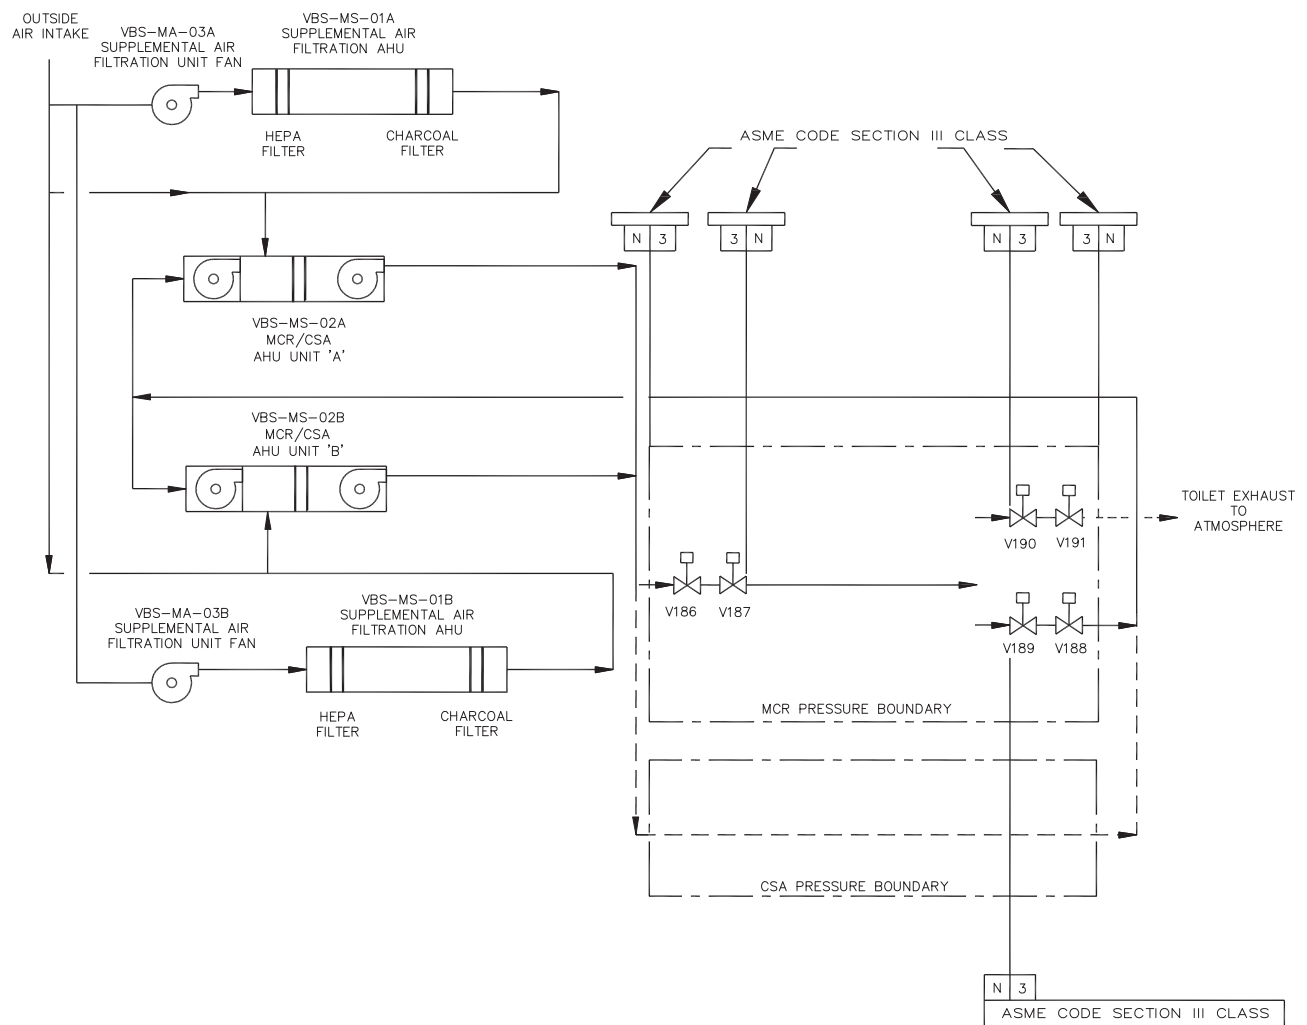 OUTSIDE
AIR INTAKE
VBS-MA-03A
SUPPLEMENTAL AIR
FILTRATION UNIT FAN
VBS-MS-01A
SUPPLEMENTAL AIR
FILTRATION AHU
HEPA
FILTER
CHARCOAL
FILTER
ASME CODE SECTION III CLASS
N 3
3 N
N 3
3 N
VBS-MS-02A
MCR/CSA
AHU UNIT 'A'
VBS-MS-02B
MCR/CSA
AHU UNIT 'B'
TOILET EXHAUST
TO
ATMOSPHERE
V190
V191
V186
V187
V189
V188
VBS-MA-03B
SUPPLEMENTAL AIR
FILTRATION UNIT FAN
VBS-MS-01B
SUPPLEMENTAL AIR
FILTRATION AHU
HEPA
FILTER
CHARCOAL
FILTER
MCR PRESSURE BOUNDARY
CSA PRESSURE BOUNDARY
N 3
ASME CODE SECTION III CLASS